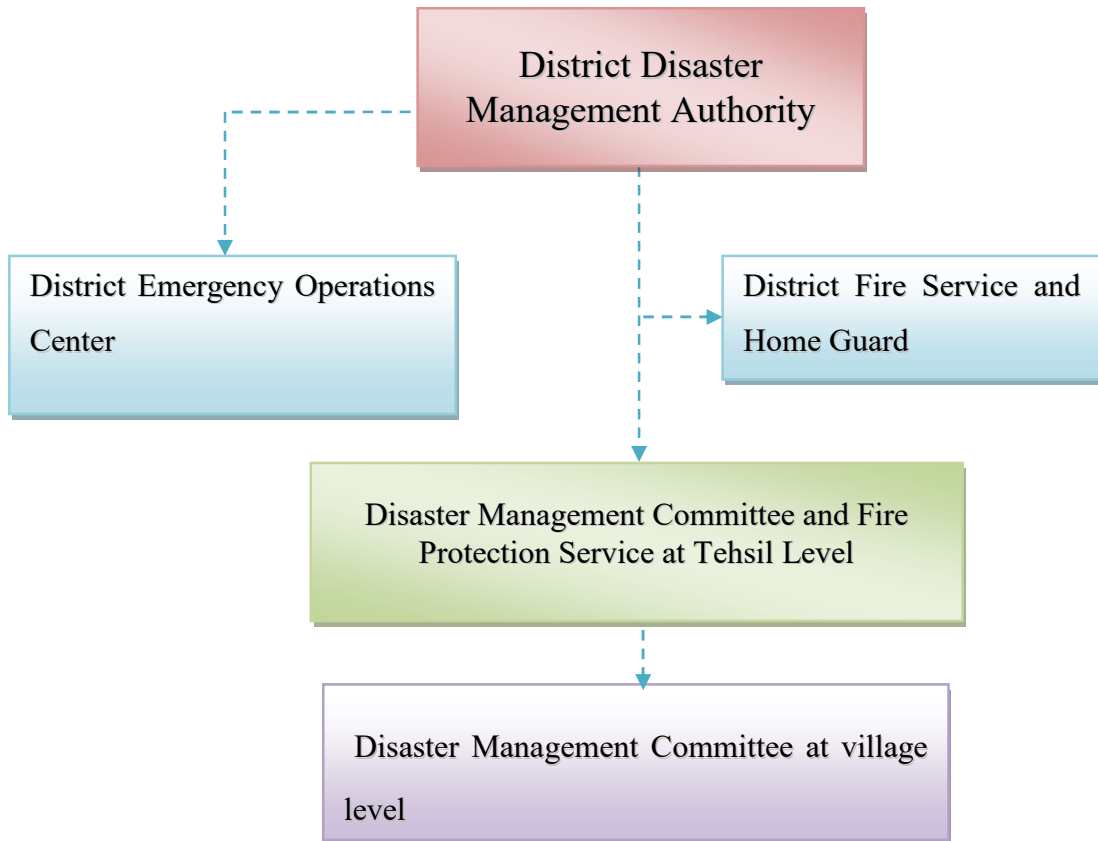 District Disaster
Management Authority
District Emergency Operations
Center
District Fire Service and
Home Guard
Disaster Management Committee and Fire
Protection Service at Tehsil Level
Disaster Management Committee at village
level